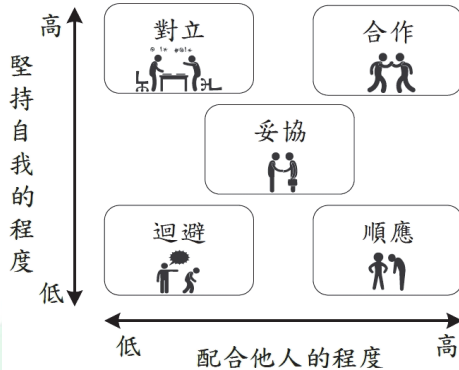 高
堅持自我的程度
低
對立
合作
妥協
迴避
順應
低
配合他人的程度
高